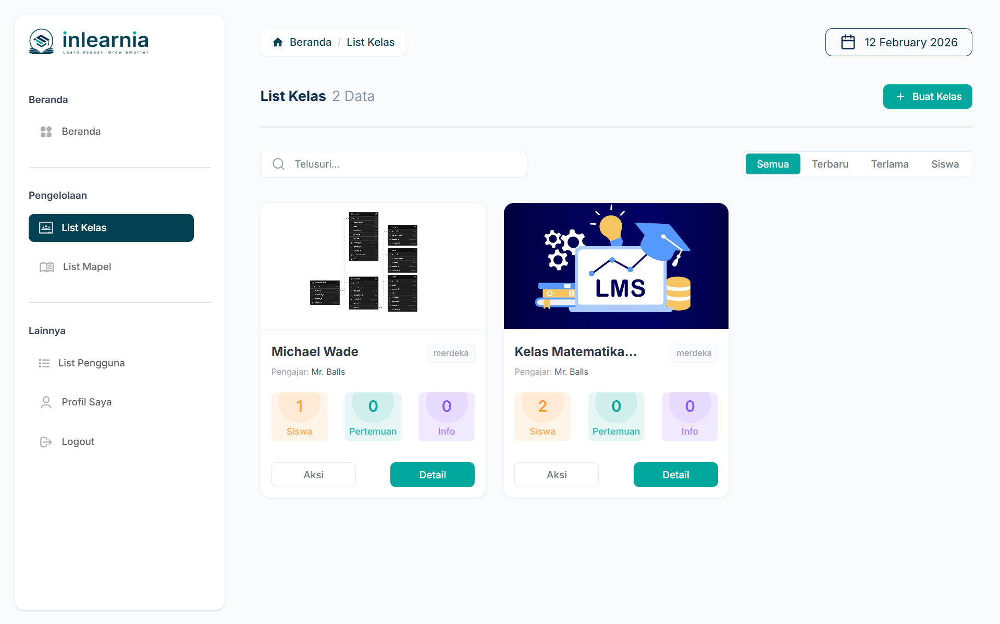 inlearnia
Learn Deeper, Grow Smarter
Beranda
Beranda
Pengelolaan
List Kelas
List Mapel
Lainnya
List Pengguna
Profil Saya
Logout
Beranda / List Kelas
12 February 2026
List Kelas 2 Data
+ Buat Kelas
Telusuri...
Semua Terbaru Terlama Siswa
Michael Wade
merdeka
Pengajar: Mr. Balls
1 0 0
Siswa Pertemuan Info
Aksi Detail
LMS
Kelas Matematika...
merdeka
Pengajar: Mr. Balls
2 0 0
Siswa Pertemuan Info
Aksi Detail